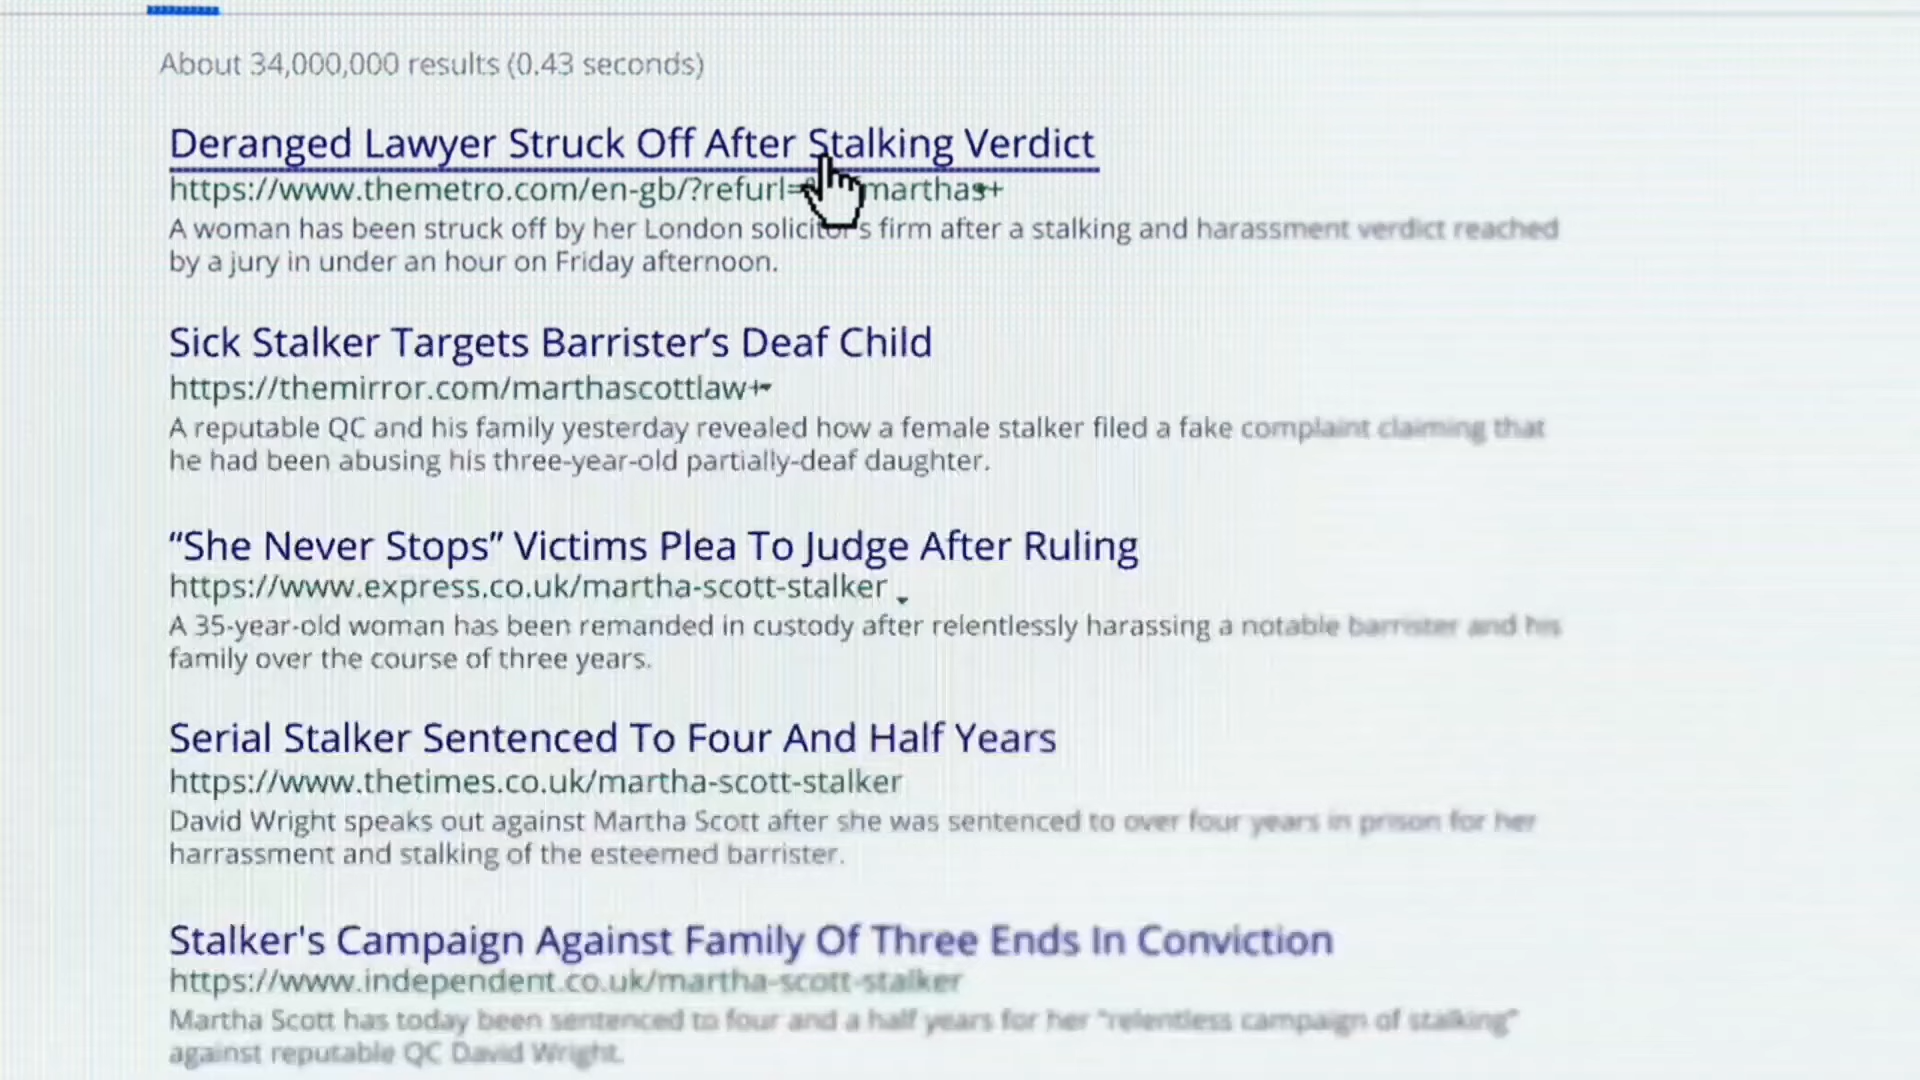 About 34,000,000 results (0.43 seconds)
Deranged Lawyer Struck Off After Stalking Verdict
https://www.themetro.com/en-gb/?refurl= marthas+
A woman has been struck off by her London solicitor's firm after a stalking and harassment verdict reached
by a jury in under an hour on Friday afternoon.
Sick Stalker Targets Barrister's Deaf Child
https://themirror.com/marthascottlaw+
A reputable QC and his family yesterday revealed how a female stalker filed a fake complaint claiming that
he had been abusing his three-year-old partially-deaf daughter.
“She Never Stops” Victims Plea To Judge After Ruling
https://www.express.co.uk/martha-scott-stalker
A 35-year-old woman has been remanded in custody after relentlessly harassing a notable barrister and his
family over the course of three years.
Serial Stalker Sentenced To Four And Half Years
https://www.thetimes.co.uk/martha-scott-stalker
David Wright speaks out against Martha Scott after she was sentenced to over four years in prison for her
harrassment and stalking of the esteemed barrister.
Stalker's Campaign Against Family Of Three Ends In Conviction
https://www.independent.co.uk/martha-scott-stalker
Martha Scott has today been sentenced to four and a half years for her "relentless campaign of stalking"
against reputable QC David Wright.